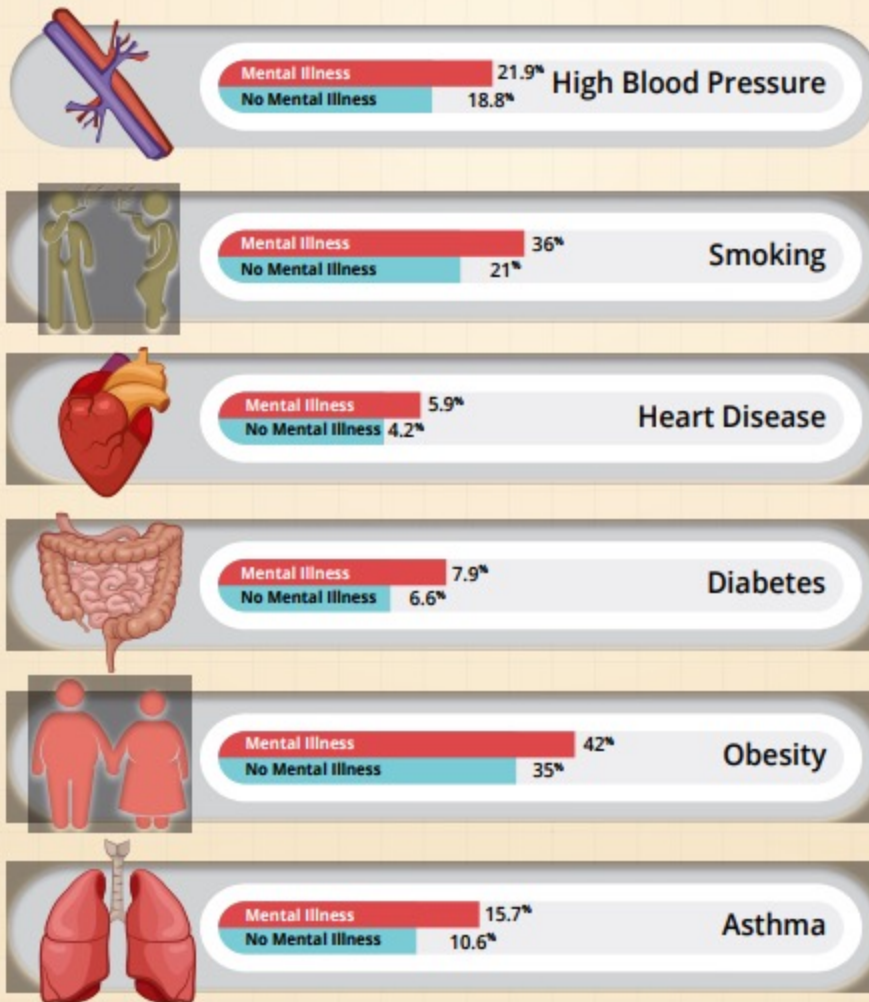 Mental Illness 21.9%
No Mental Illness 18.8%
High Blood Pressure
Mental Illness 36%
No Mental Illness 21%
Smoking
Mental Illness 5.9%
No Mental Illness 4.2%
Heart Disease
Mental Illness 7.9%
No Mental Illness 6.6%
Diabetes
Mental Illness 42%
No Mental Illness 35%
Obesity
Mental Illness 15.7%
No Mental Illness 10.6%
Asthma